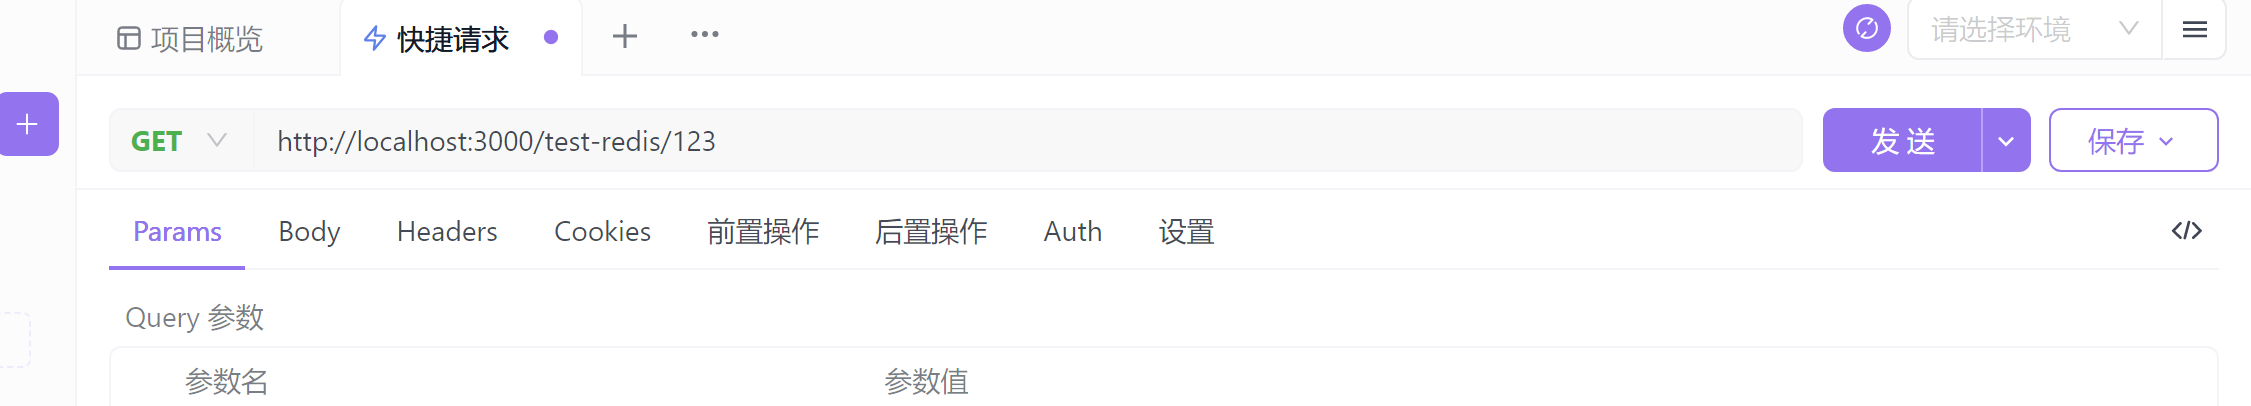 项目概览 快捷请求 请选择环境
GET http://localhost:3000/test-redis/123 发送 保存
Params Body Headers Cookies 前置操作 后置操作 Auth 设置
Query 参数
参数名 参数值